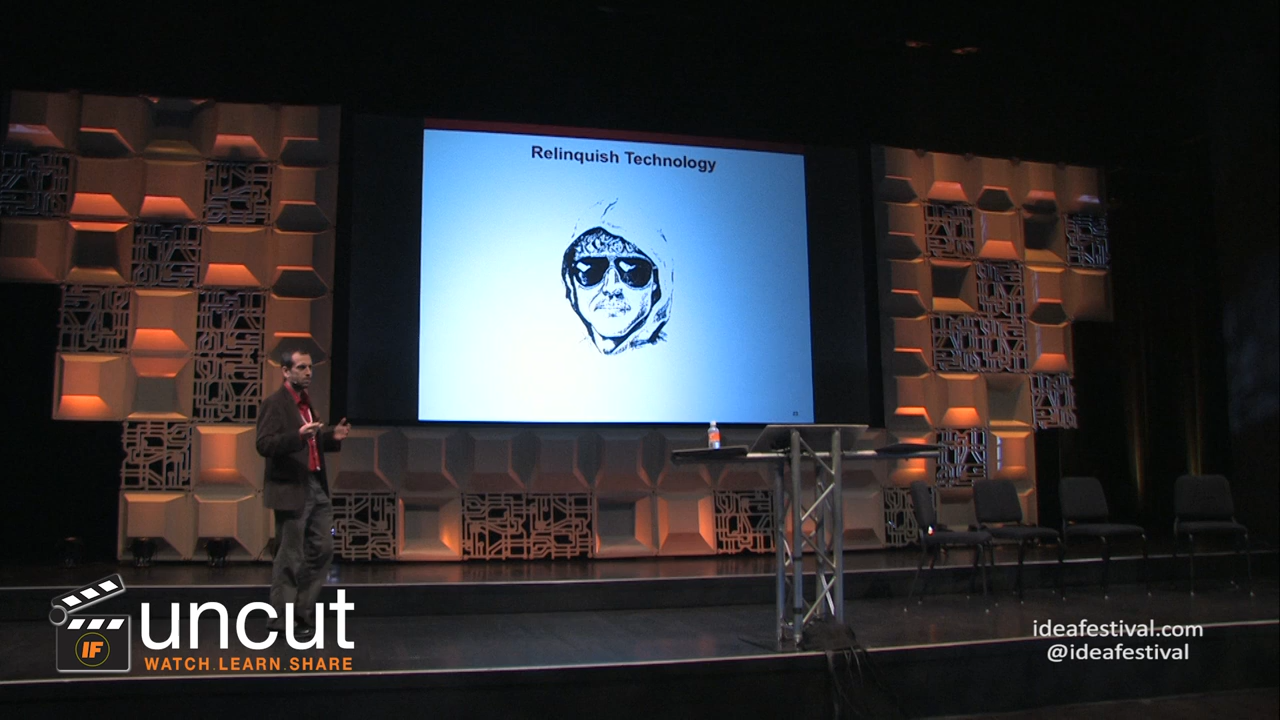 Relinquish Technology
IF
uncut
WATCH.LEARN.SHARE
ideafestival.com
@ideafestival